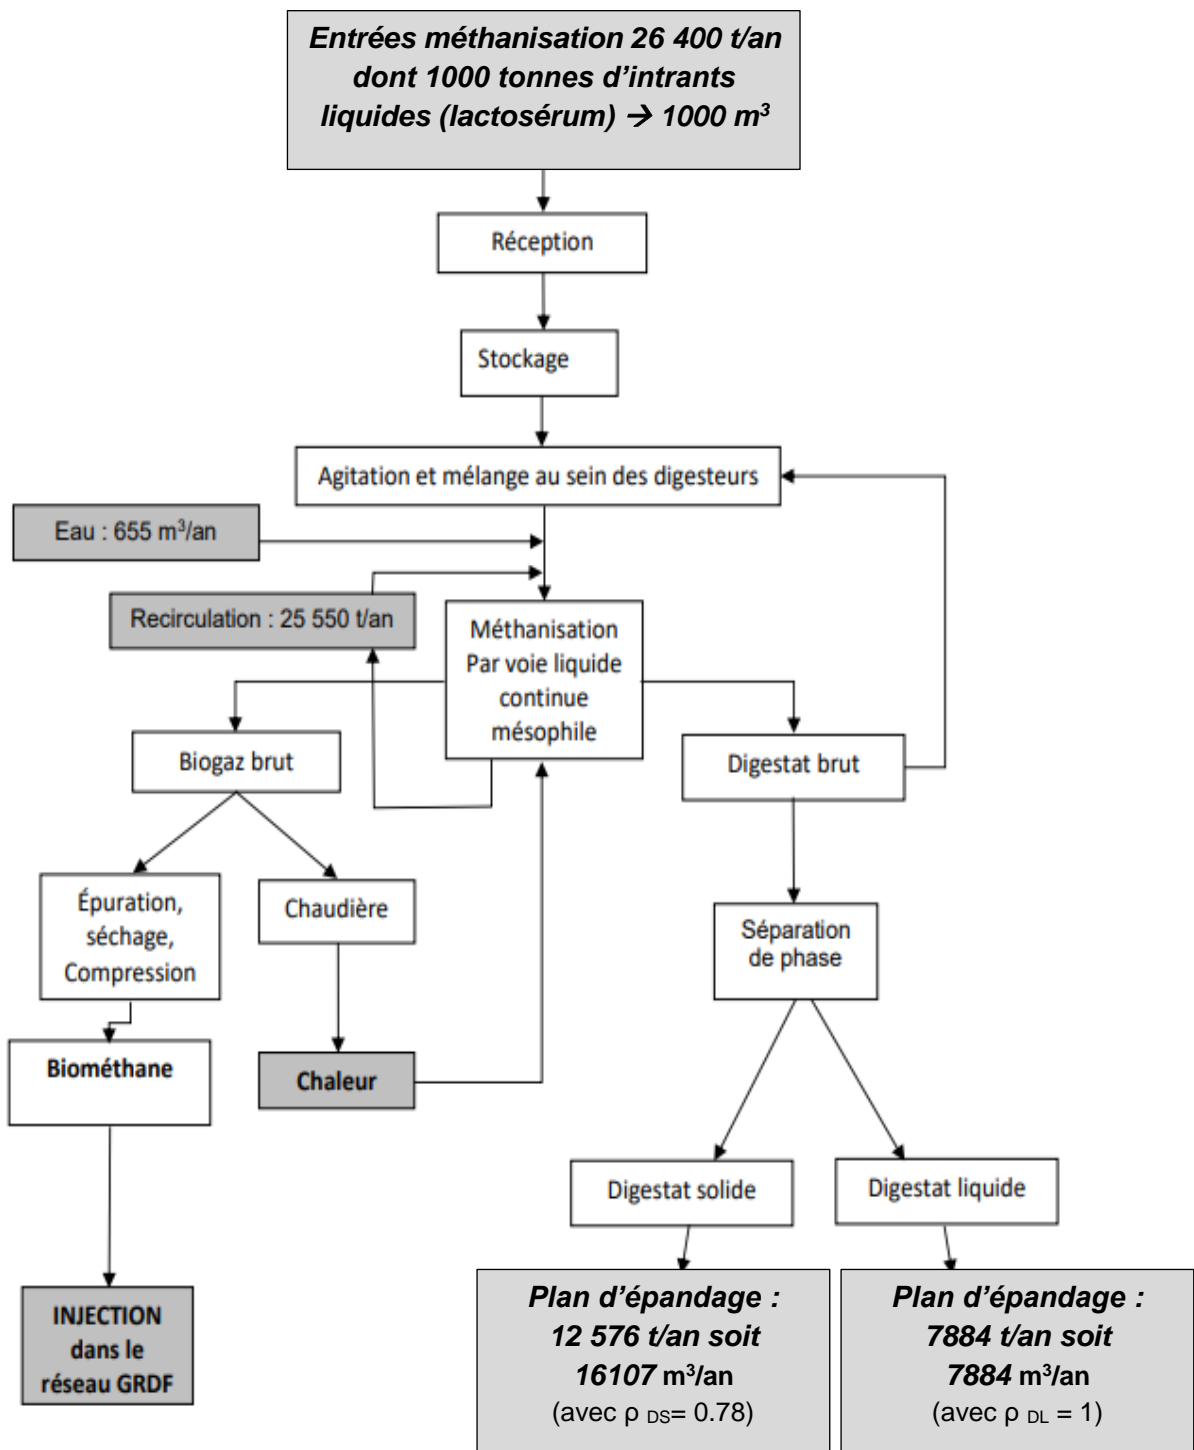 Entrées méthanisation 26 400 t/an
dont 1000 tonnes d'intrants
liquides (lactosérum) → 1000 m³
Réception
Stockage
Agitation et mélange au sein des digesteurs
Eau : 655 m³/an
Recirculation : 25 550 t/an
Méthanisation
Par voie liquide
continue
mésophile
Biogaz brut
Digestat brut
Épuration,
séchage,
Compression
Chaudière
Séparation
de phase
Biométhane
Chaleur
Digestat solide
Digestat liquide
INJECTION
dans le
réseau GRDF
Plan d'épandage :
12 576 t/an soit
16107 m³/an
(avec ρ DS= 0.78)
Plan d'épandage :
7884 t/an soit
7884 m³/an
(avec ρ DL = 1)